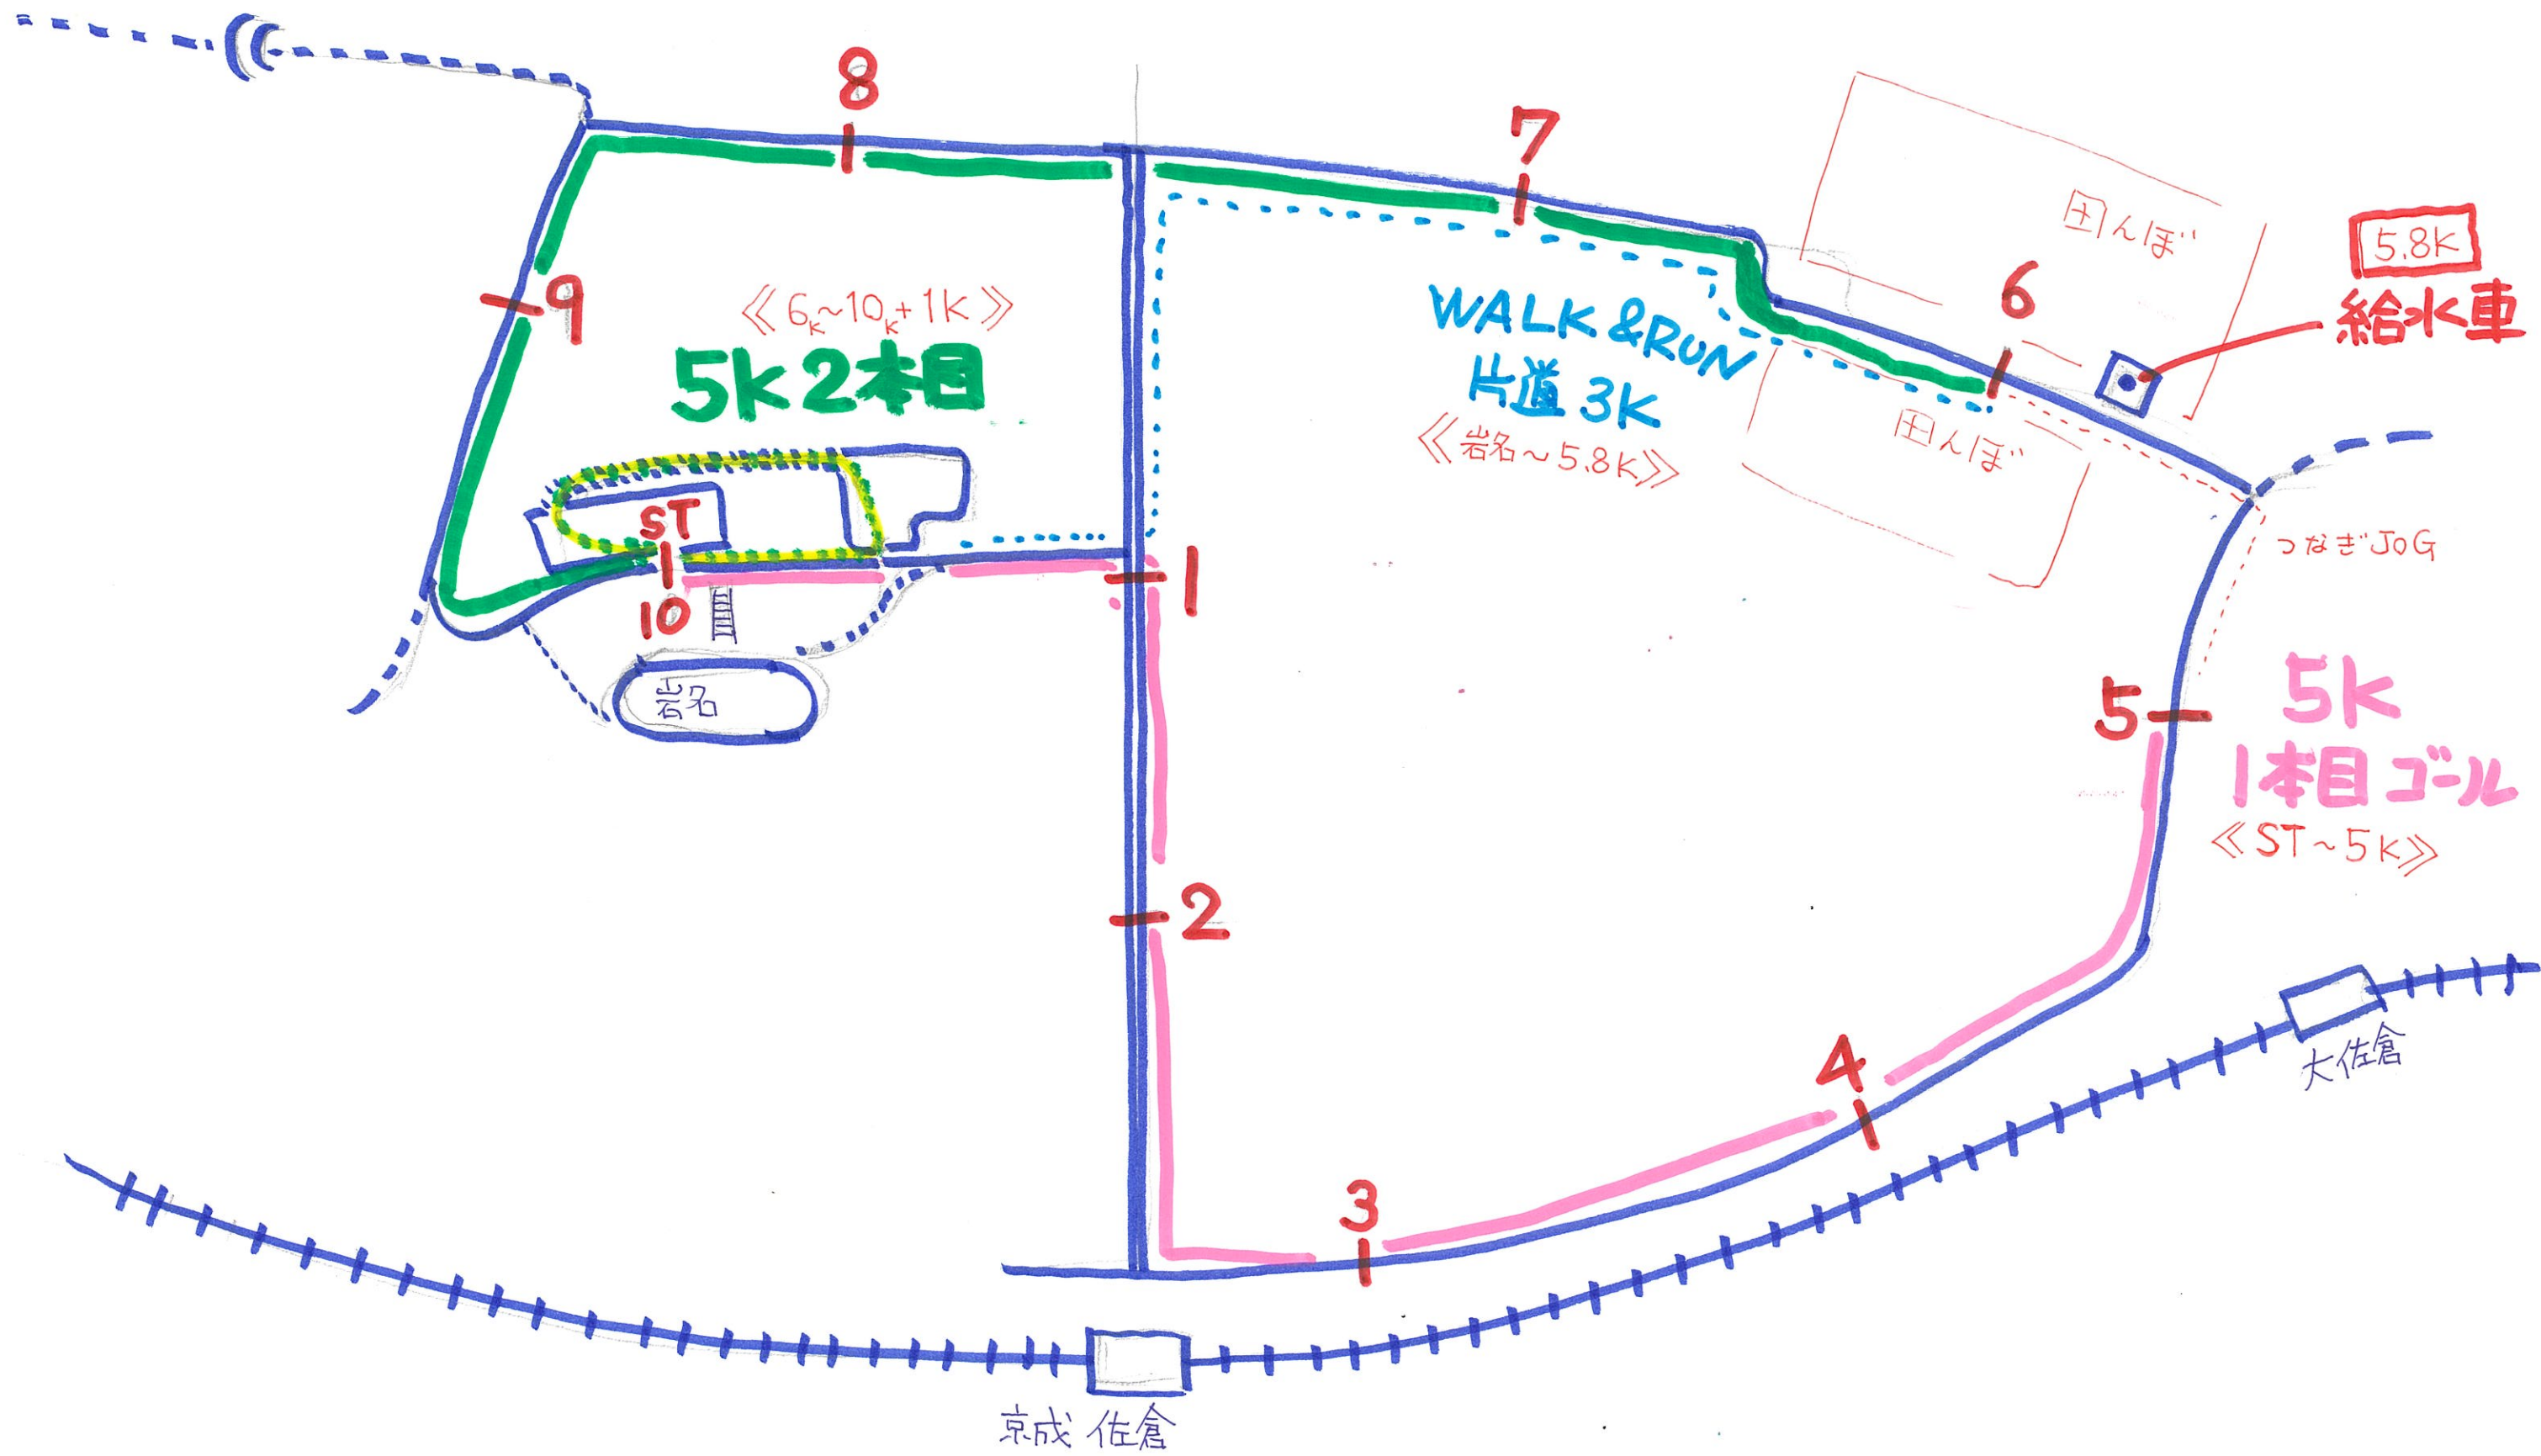 8
7
田んぼ
5.8K
給水車
6
9
≪6K~10K+1K≫
5K2本目
WALK&RUN
片道 3K
≪岩名~5.8K≫
田んぼ
ST
10
1
つなぎJOG
岩名
5
5K
1本目ゴール
≪ST~5K≫
2
4
大佐倉
3
京成 佐倉